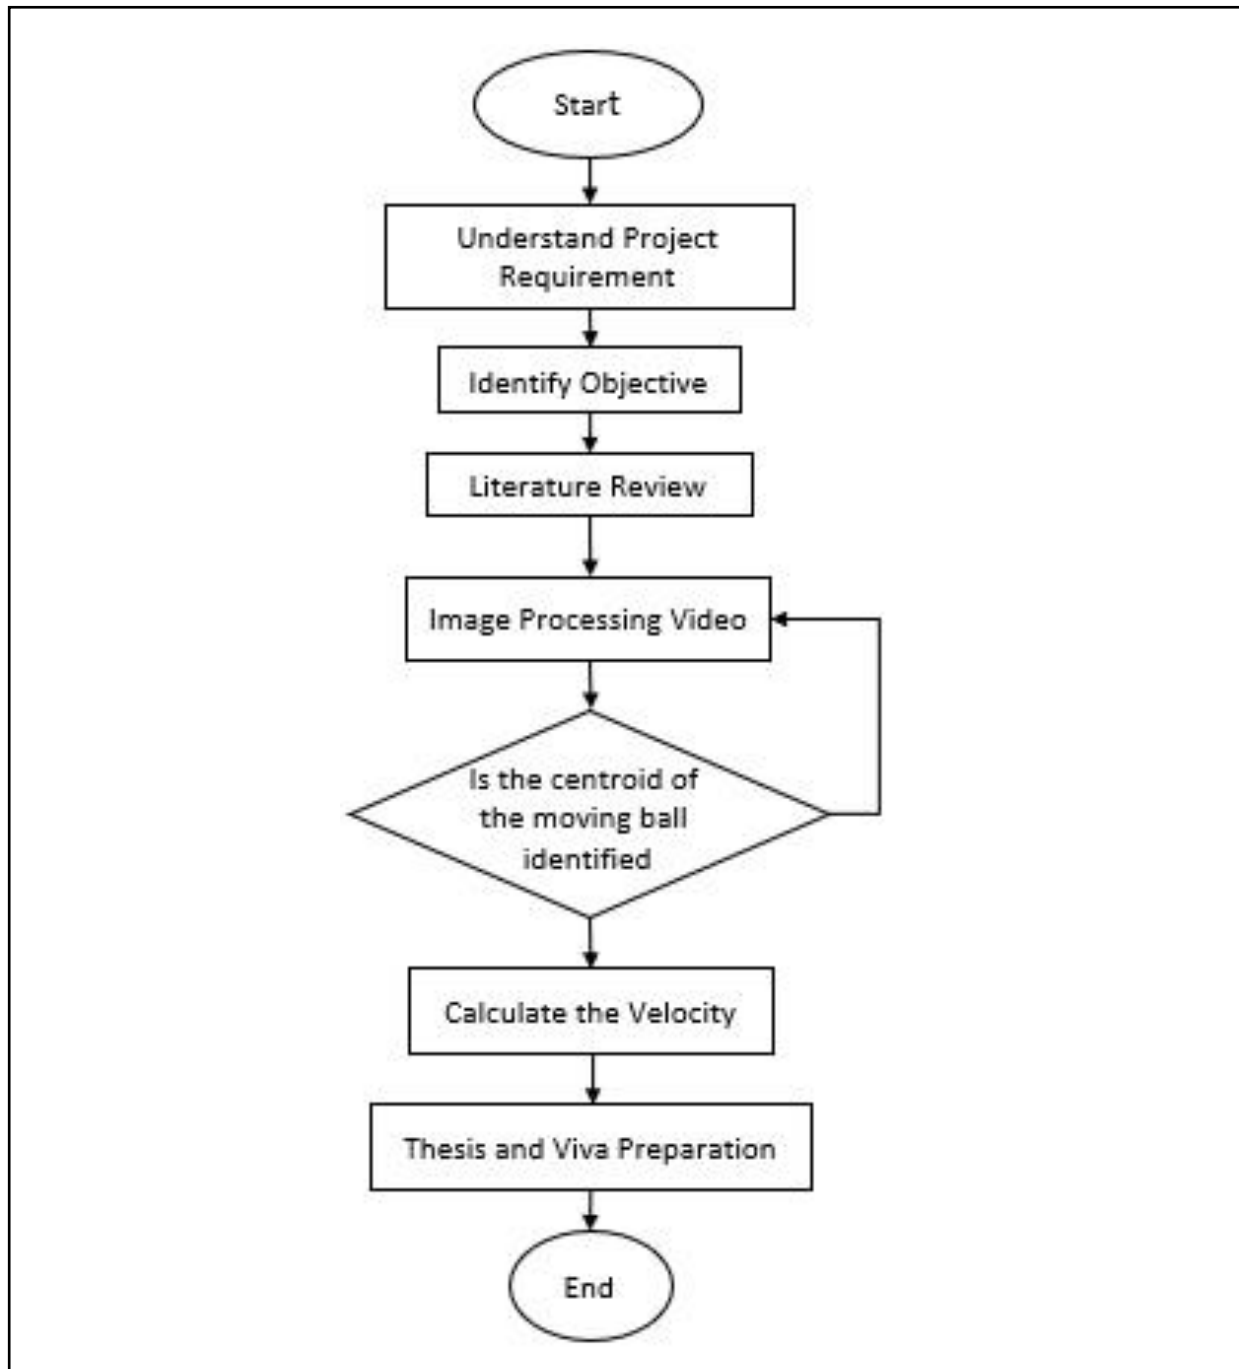 Start
Understand Project
Requirement
Identify Objective
Literature Review
Image Processing Video
Is the centroid of
the moving ball
identified
Calculate the Velocity
Thesis and Viva Preparation
End